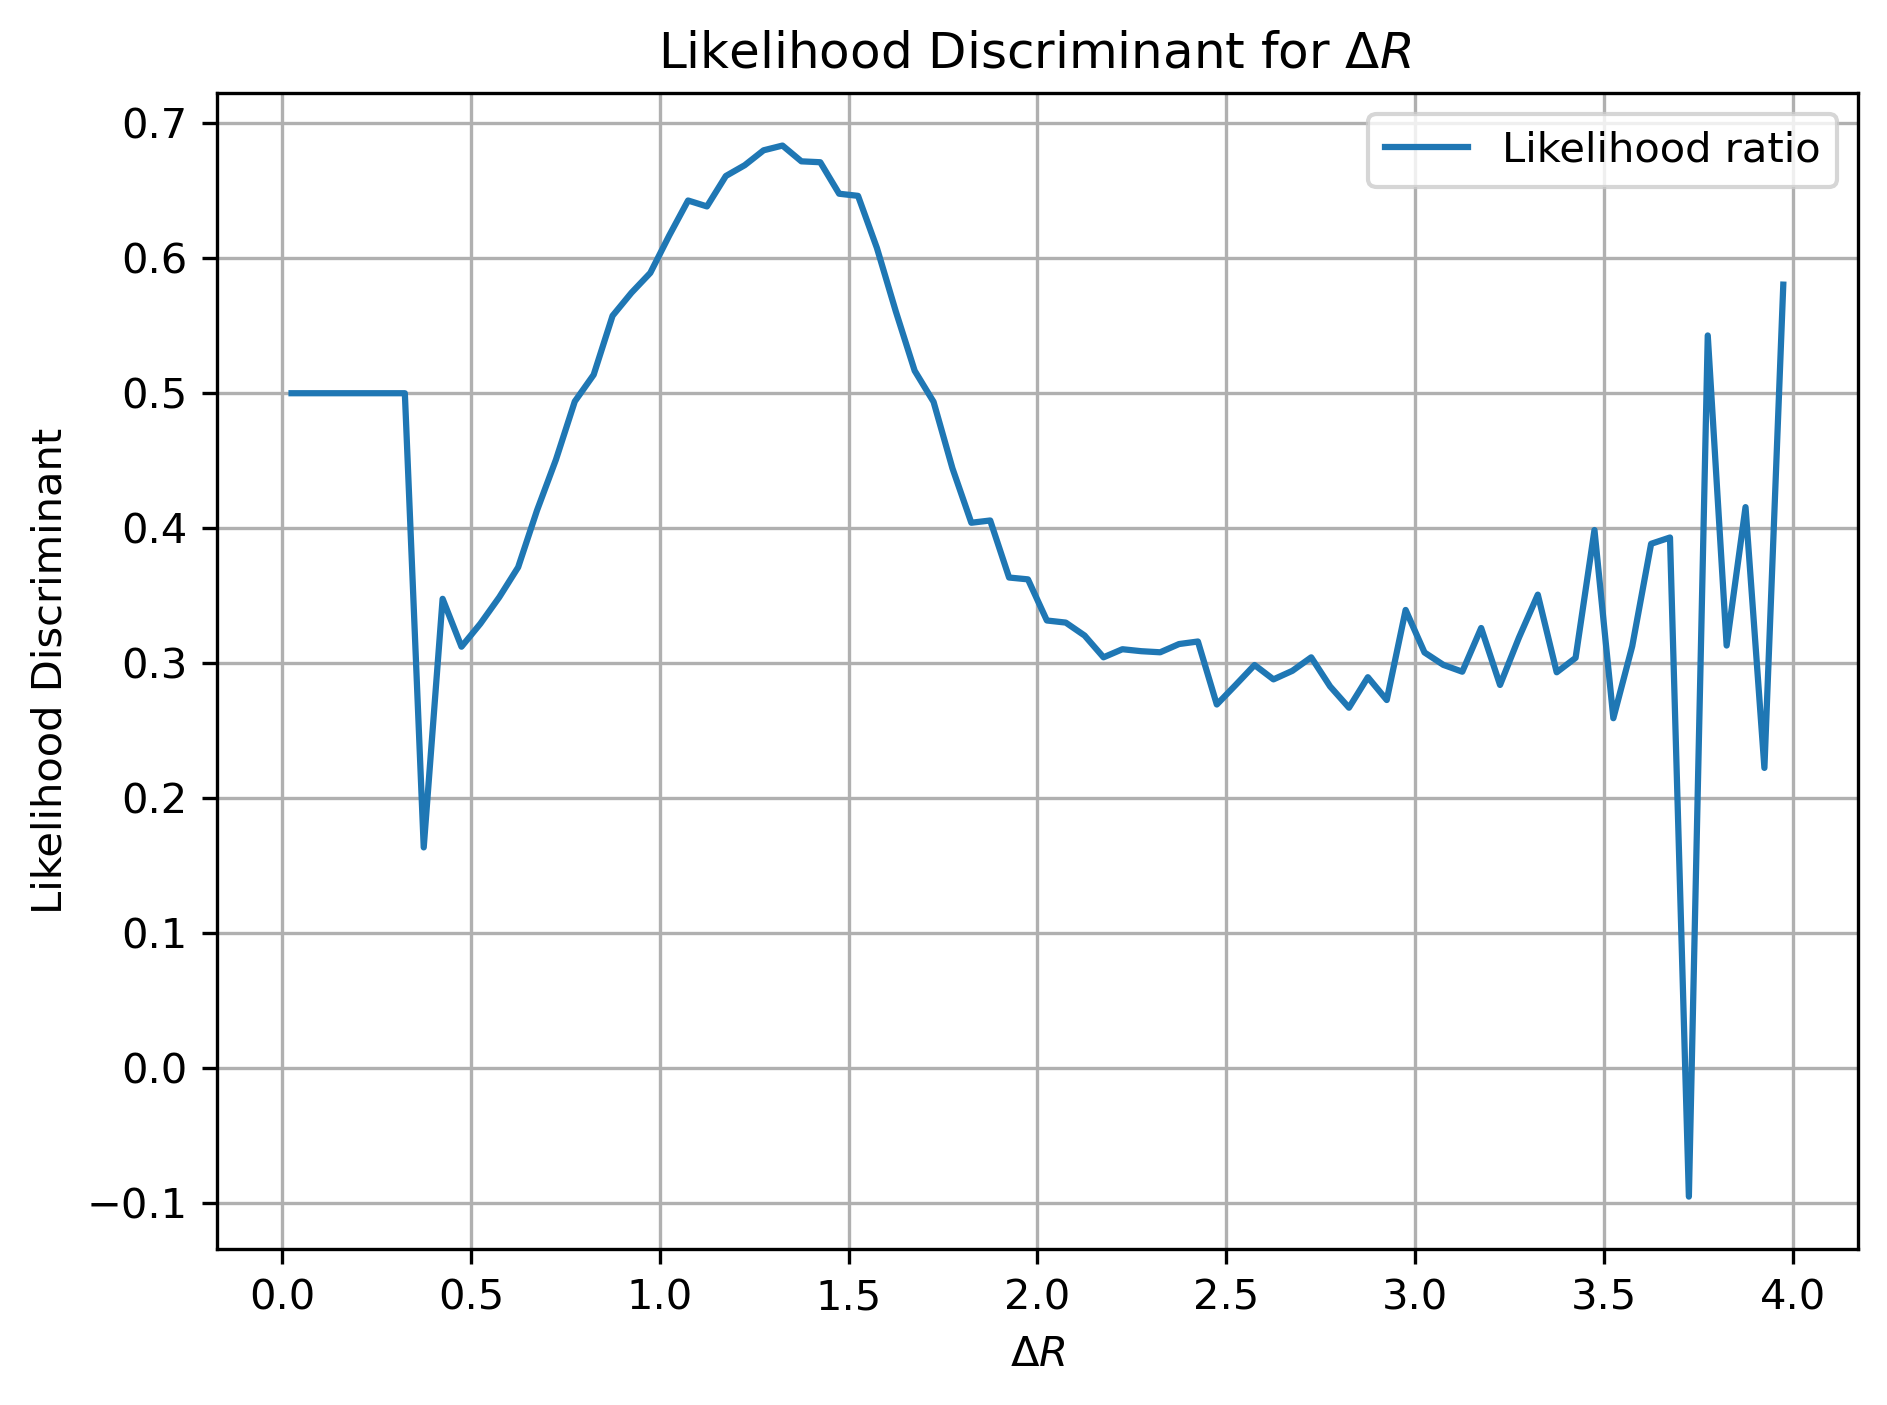 Likelihood Discriminant for ΔR
Likelihood ratio
0.7
0.6
0.5
0.4
0.3
0.2
0.1
0.0
−0.1
Likelihood Discriminant
0.0 0.5 1.0 1.5 2.0 2.5 3.0 3.5 4.0
ΔR